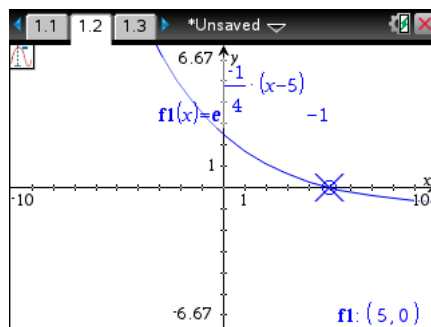 1.1 1.2 1.3 *Unsaved
6.67 y
-1/4 · (x-5)
f1(x)=e -1
1
x
-10 1 10
-6.67
f1: (5,0)